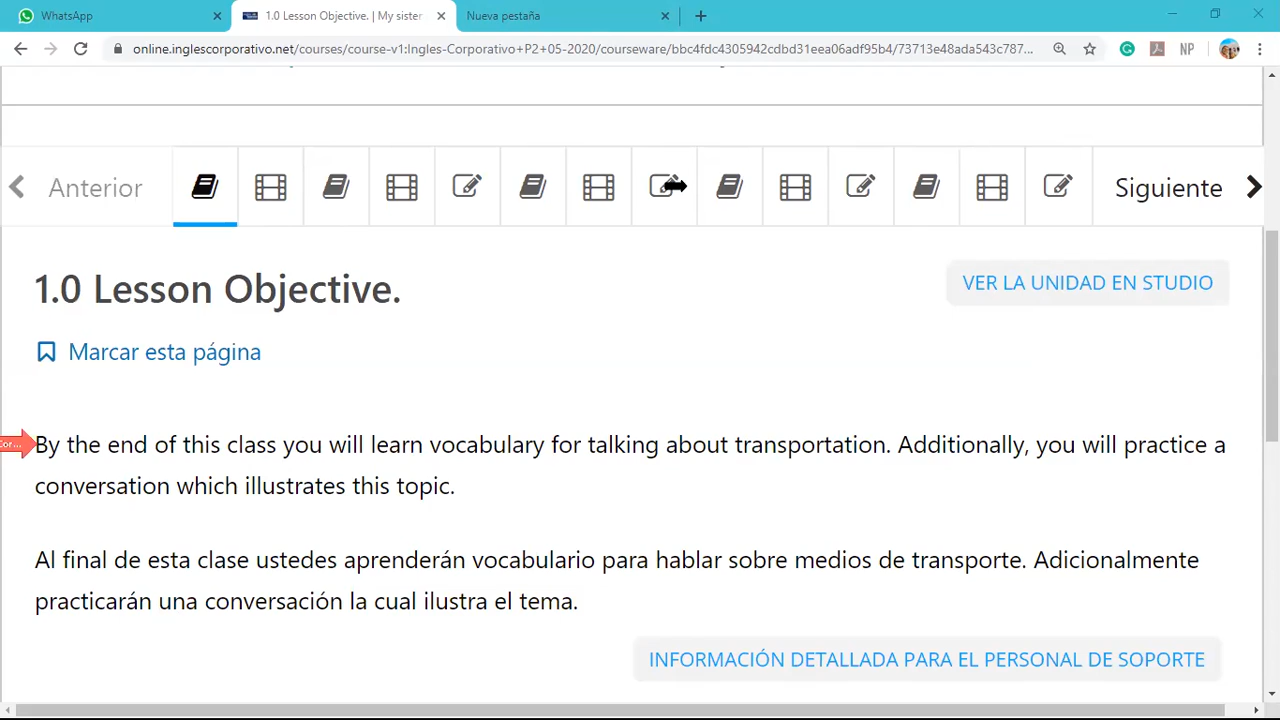 WhatsApp
1.0 Lesson Objective. | My sister
Nueva pestaña
online.inglescorporativo.net/courses/course-v1:Ingles-Corporativo+P2+05-2020/courseware/bbc4fdc4305942cdbd31eea06adf95b4/73713e48ada543c787...
NP
Anterior
Siguiente
1.0 Lesson Objective.
VER LA UNIDAD EN STUDIO
Marcar esta página
Cor...
By the end of this class you will learn vocabulary for talking about transportation. Additionally, you will practice a
conversation which illustrates this topic.
Al final de esta clase ustedes aprenderán vocabulario para hablar sobre medios de transporte. Adicionalmente
practicarán una conversación la cual ilustra el tema.
INFORMACIÓN DETALLADA PARA EL PERSONAL DE SOPORTE